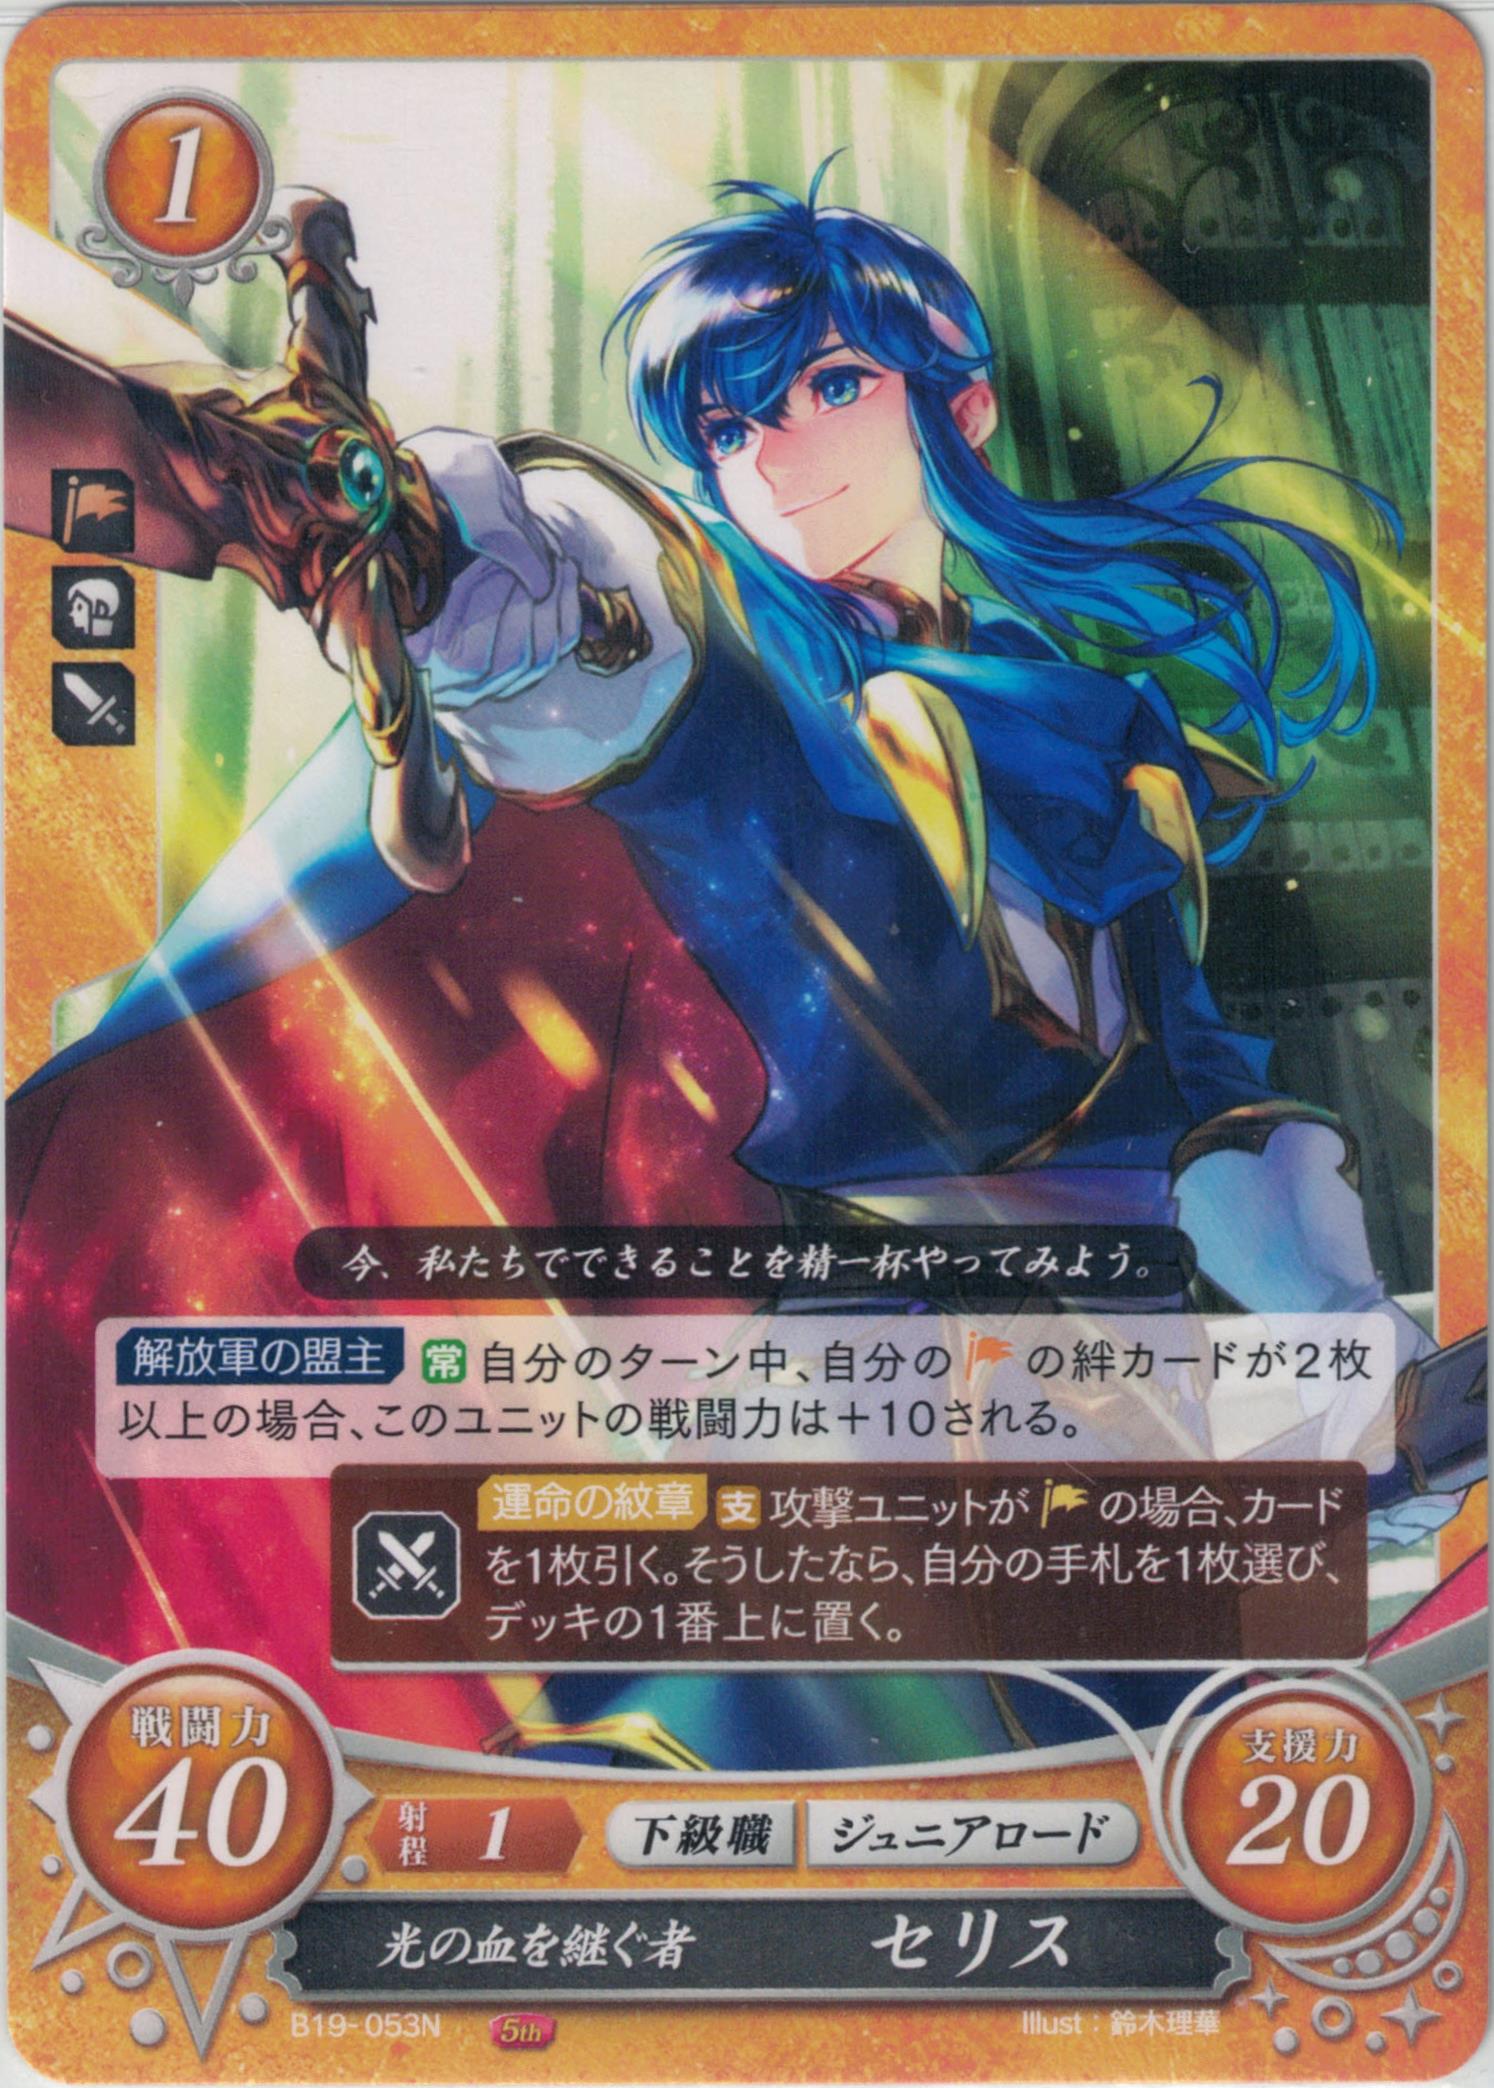 1
今、私たちでできることを精一杯やってみよう。
解放軍の盟主 常 自分のターン中、自分の の絆カードが2枚
以上の場合、このユニットの戦闘力は＋10される。
運命の紋章 支 攻撃ユニットが の場合、カード
を1枚引く。そうしたなら、自分の手札を1枚選び、
デッキの1番上に置く。
戦闘力
40
射程 1
下級職 ジュニアロード
支援力
20
光の血を継ぐ者 セリス
B19-053N 5th Illust：鈴木理華